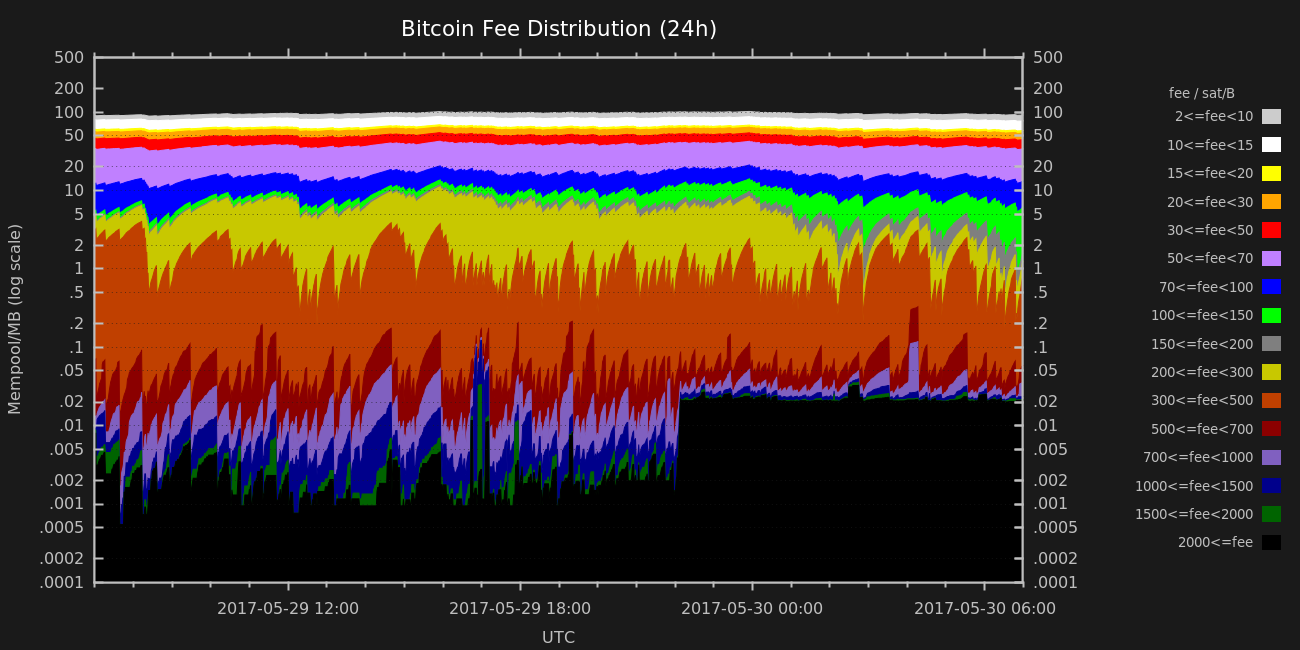 Bitcoin Fee Distribution (24h)
500
200
100
50
20
10
5
2
1
.5
.2
.1
.05
.02
.01
.005
.002
.001
.0005
.0002
.0001
Mempool/MB (log scale)
500
200
100
50
20
10
5
2
1
.5
.2
.1
.05
.02
.01
.005
.002
.001
.0005
.0002
.0001
2017-05-29 12:00
2017-05-29 18:00
2017-05-30 00:00
2017-05-30 06:00
UTC
fee / sat/B
2<=fee<10
10<=fee<15
15<=fee<20
20<=fee<30
30<=fee<50
50<=fee<70
70<=fee<100
100<=fee<150
150<=fee<200
200<=fee<300
300<=fee<500
500<=fee<700
700<=fee<1000
1000<=fee<1500
1500<=fee<2000
2000<=fee